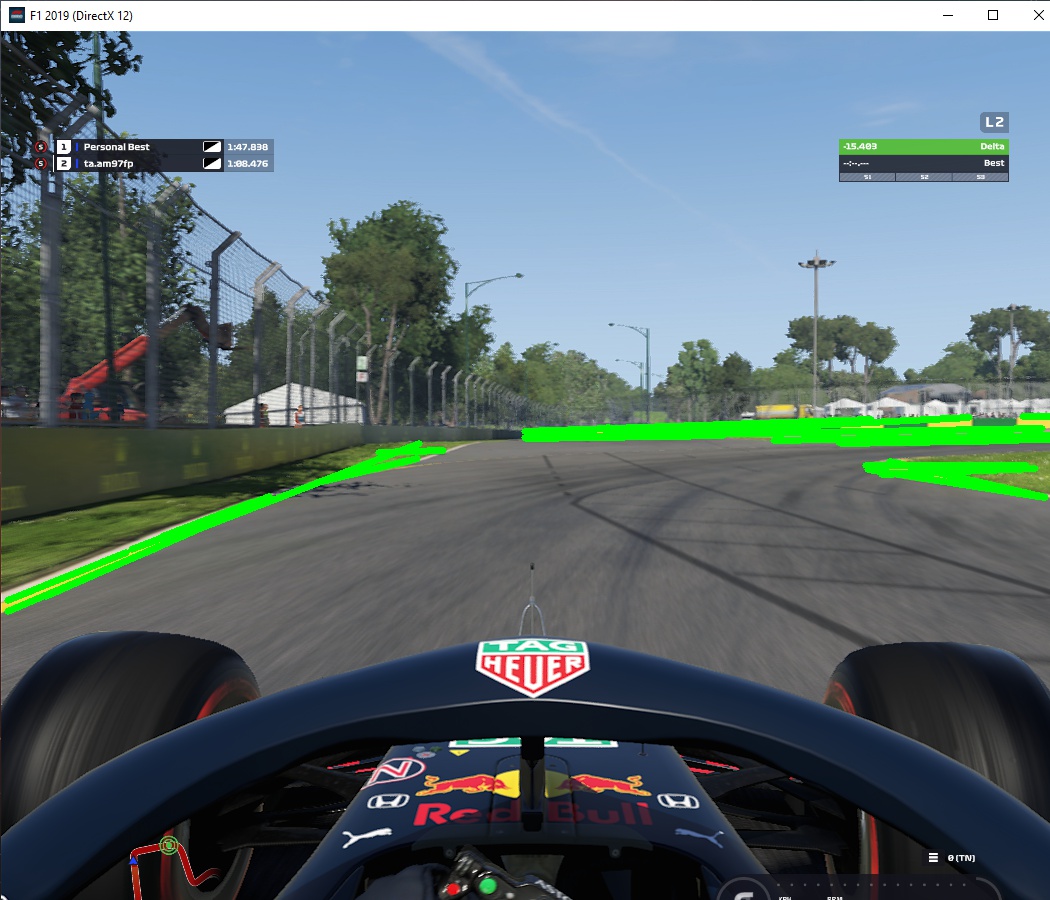 F1 2019 (DirectX 12)
L2
S 1 Personal Best 1:47.838
S 2 ta.am97fp 1:08.476
-15.403 Delta
--:--.--- Best
S1 S2 S3
TAG
HEUER
Red Bull
0 (TN)